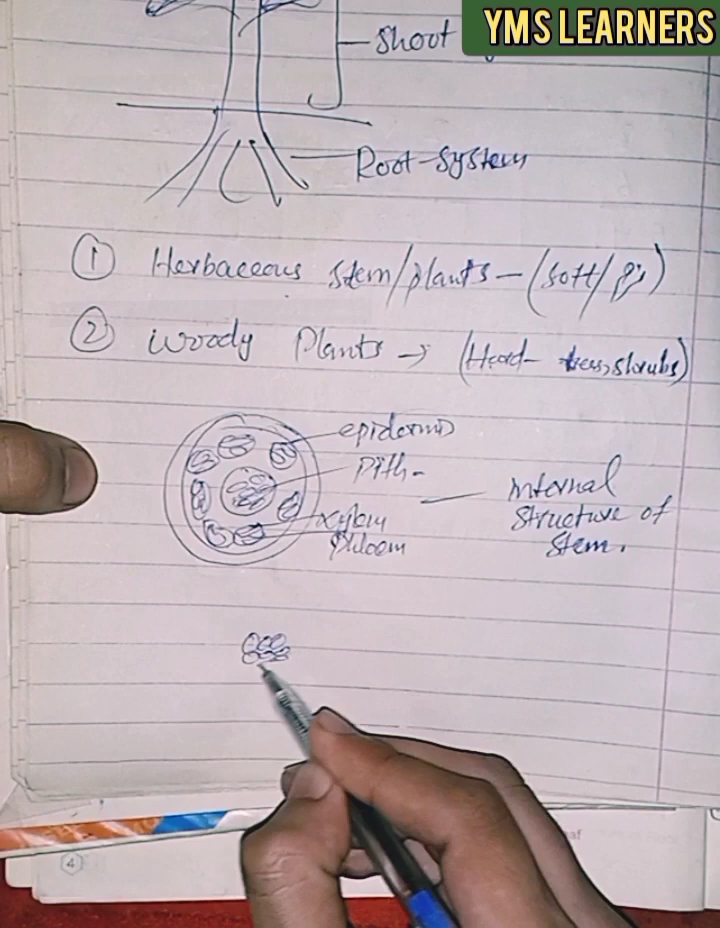 YMS LEARNERS
shoot
Root-system
① Herbaceous stem/plants - (soft/
② woody Plants → (Hard- trees, shrubs)
epidermis
Pith-
xylem
phloem
internal
structure of
stem.
4